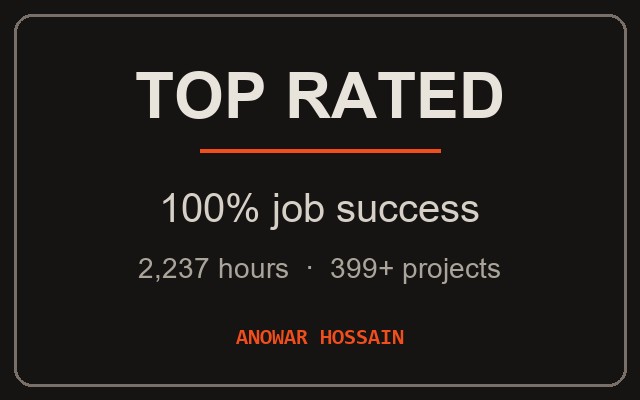 TOP RATED
100% job success
2,237 hours · 399+ projects
ANOWAR HOSSAIN